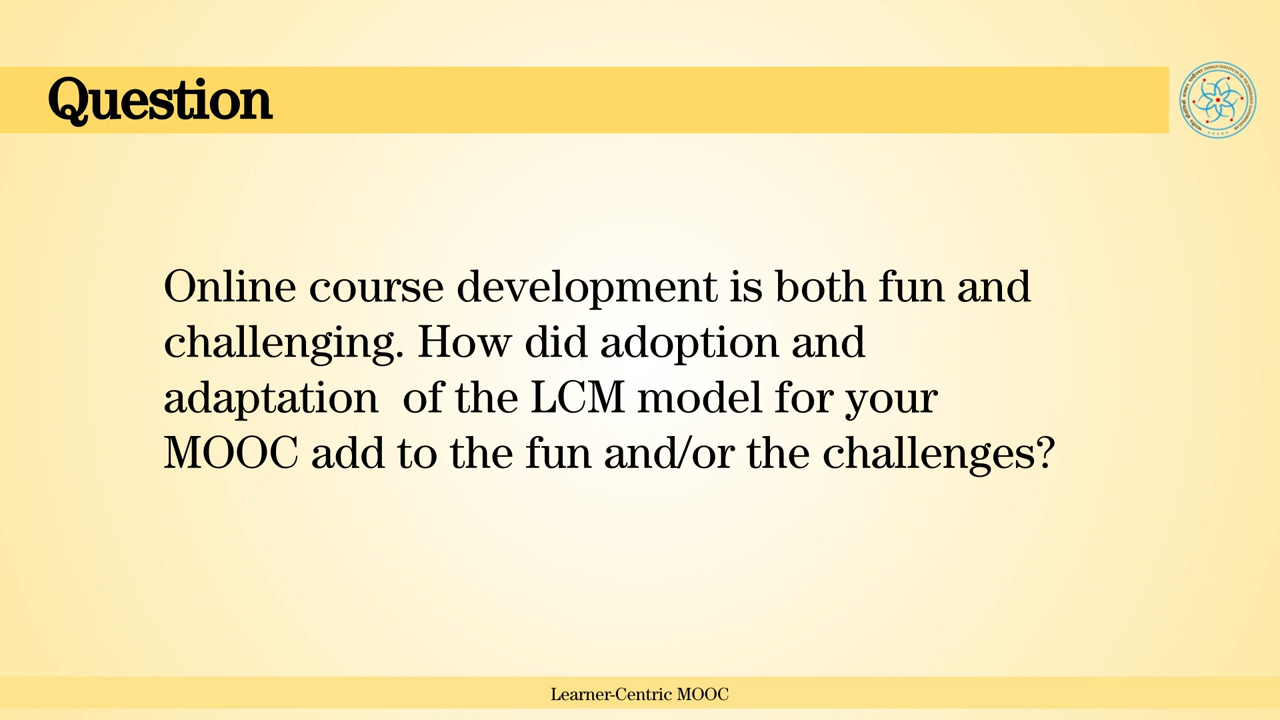 Question
Online course development is both fun and
challenging. How did adoption and
adaptation  of the LCM model for your
MOOC add to the fun and/or the challenges?
Learner-Centric MOOC